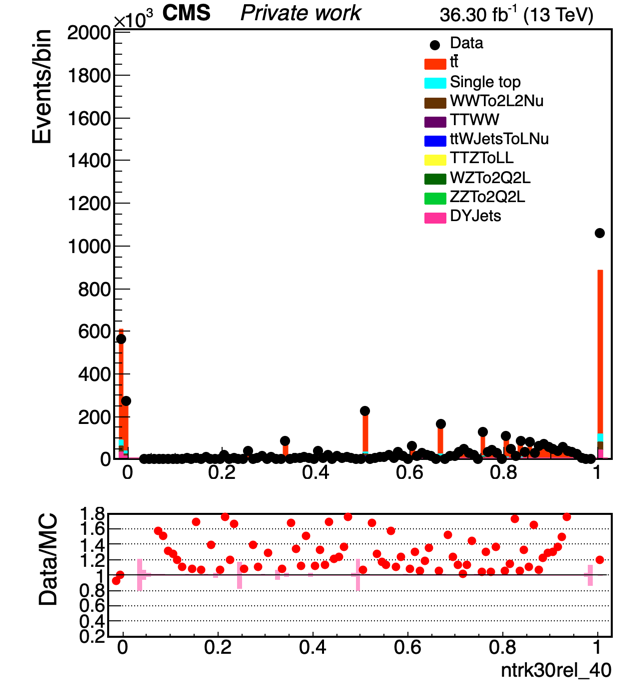 ×10³ CMS Private work 36.30 fb⁻¹ (13 TeV)
Events/bin
2000
1800
1600
1400
1200
1000
800
600
400
200
0
Data
tt̄
Single top
WWTo2L2Nu
TTWW
ttWJetsToLNu
TTZToLL
WZTo2Q2L
ZZTo2Q2L
DYJets
0 0.2 0.4 0.6 0.8 1
Data/MC
1.8
1.6
1.4
1.2
1
0.8
0.6
0.4
0.2
0 0.2 0.4 0.6 0.8 1
ntrk30rel_40